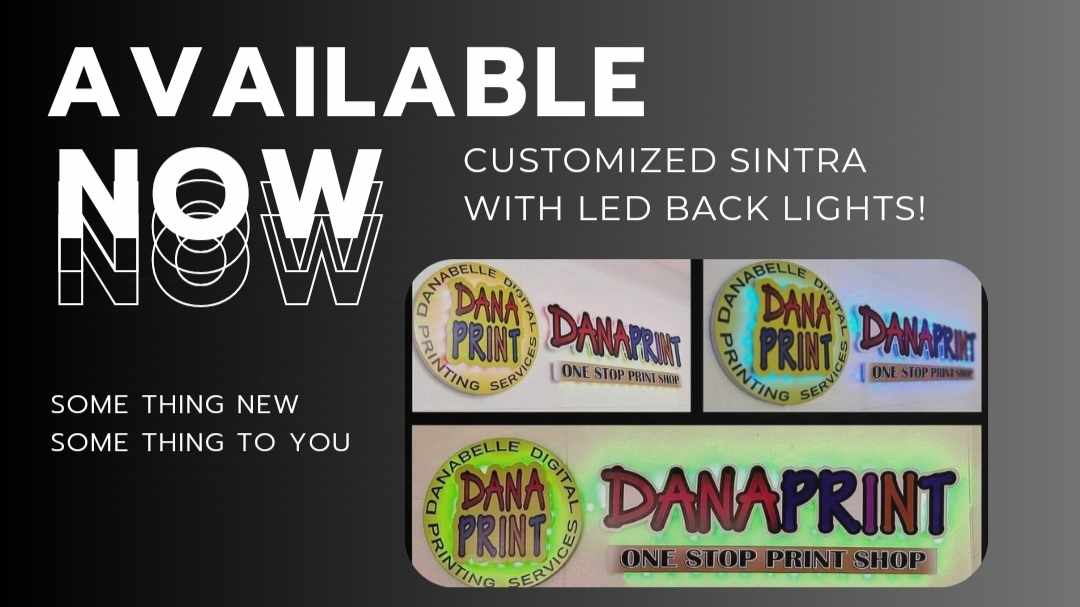 AVAILABLE
NOW
CUSTOMIZED SINTRA
WITH LED BACK LIGHTS!
SOME THING NEW
SOME THING TO YOU
DANABELLE DIGITAL
PRINTING SERVICES
DANA
PRINT
DANAPRINT
ONE STOP PRINT SHOP
DANABELLE DIGITAL
PRINTING SERVICES
DANA
PRINT
DANAPRINT
ONE STOP PRINT SHOP
DANABELLE DIGITAL
PRINTING SERVICES
DANA
PRINT
DANAPRINT
ONE STOP PRINT SHOP